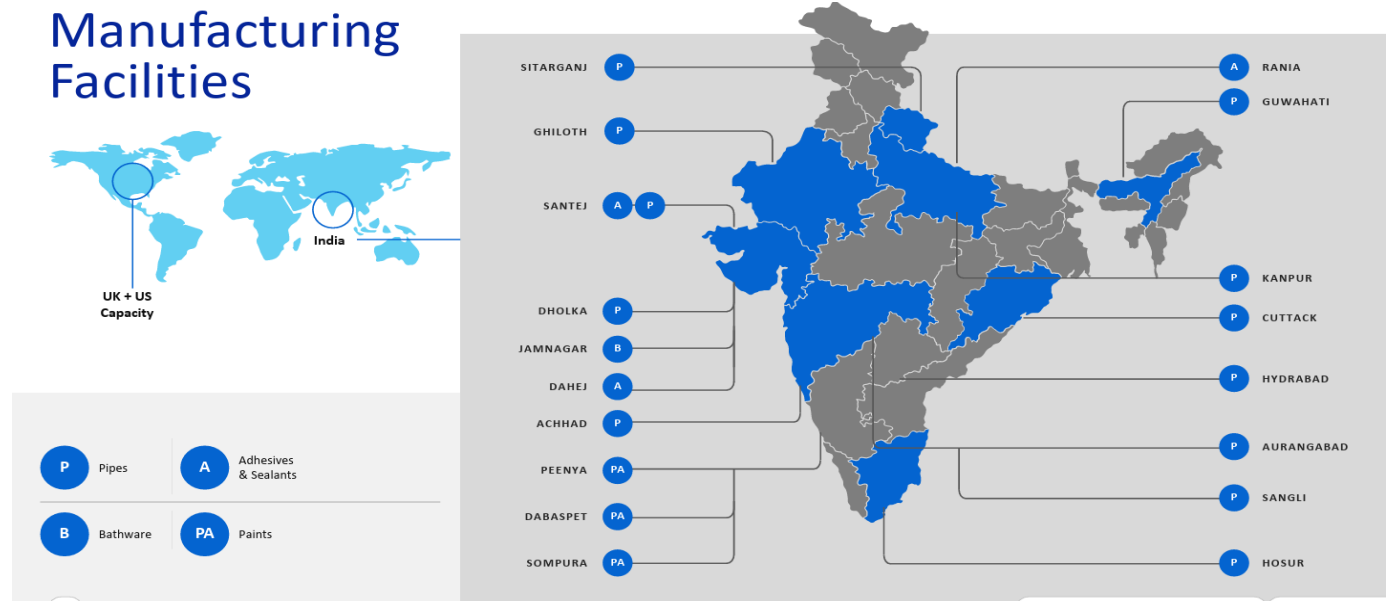 Manufacturing
Facilities
India
UK + US
Capacity
P Pipes
A Adhesives
& Sealants
B Bathware
PA Paints
SITARGANJ P
GHILOTH P
SANTEJ A P
DHOLKA P
JAMNAGAR B
DAHEJ A
ACHHAD P
PEENYA PA
DABASPET PA
SOMPURA PA
A RANIA
P GUWAHATI
P KANPUR
P CUTTACK
P HYDRABAD
P AURANGABAD
P SANGLI
P HOSUR